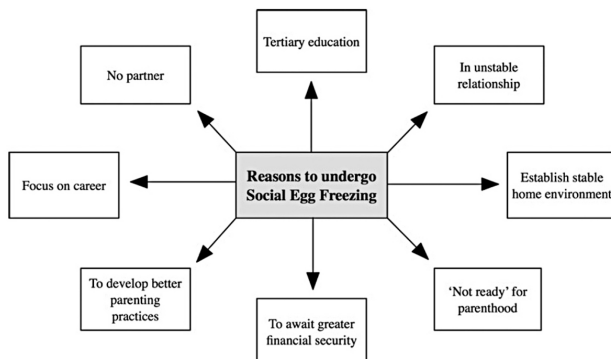 Tertiary education
No partner
In unstable
relationship
Reasons to undergo
Social Egg Freezing
Focus on career
Establish stable
home environment
To develop better
parenting
practices
To await greater
financial security
‘Not ready’ for
parenthood